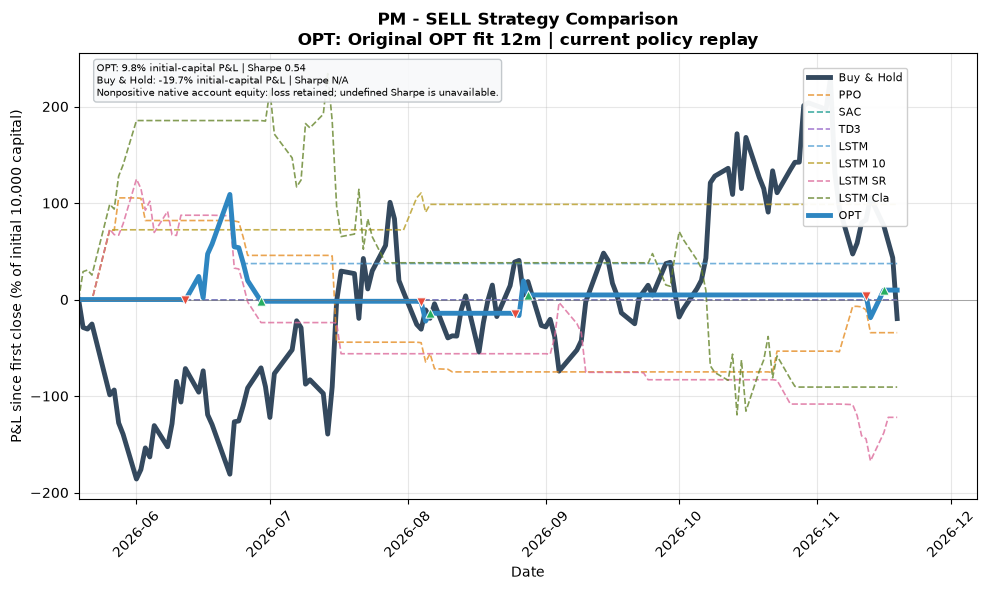 PM - SELL Strategy Comparison
OPT: Original OPT fit 12m | current policy replay
OPT: 9.8% initial-capital P&L | Sharpe 0.54
Buy & Hold: -19.7% initial-capital P&L | Sharpe N/A
Nonpositive native account equity: loss retained; undefined Sharpe is unavailable.
Buy & Hold
PPO
SAC
TD3
LSTM
LSTM 10
LSTM SR
LSTM Cla
OPT
P&L since first close (% of initial 10,000 capital)
200
100
0
−100
−200
2026-06
2026-07
2026-08
2026-09
2026-10
2026-11
2026-12
Date